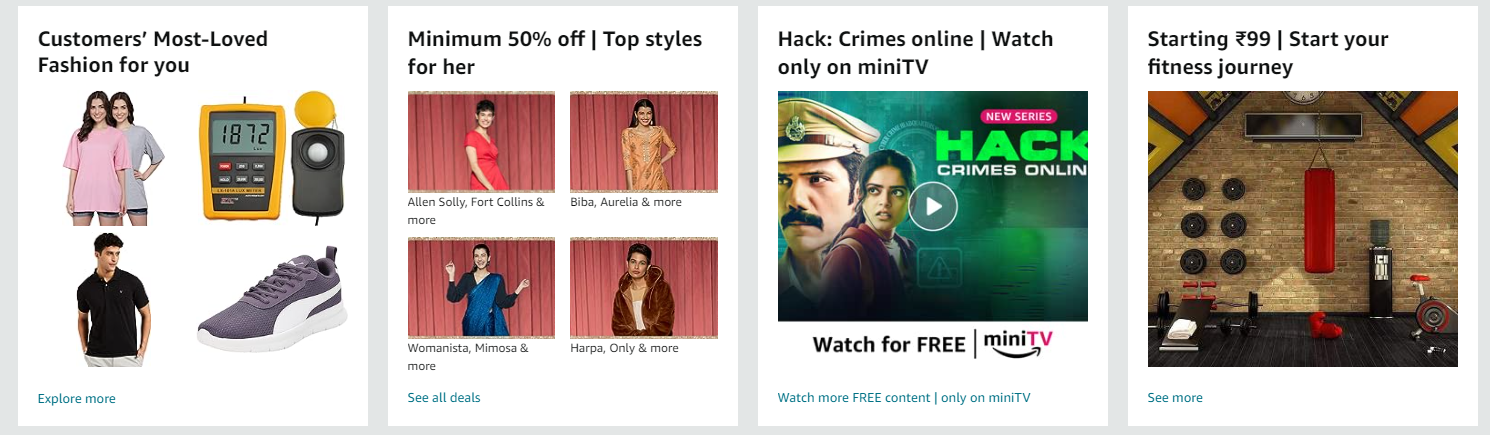 Customers’ Most-Loved
Fashion for you
1872
Lux
HOLD
Explore more
Minimum 50% off | Top styles
for her
Allen Solly, Fort Collins &
more
Biba, Aurelia & more
Womanista, Mimosa &
more
Harpa, Only & more
See all deals
Hack: Crimes online | Watch
only on miniTV
NEW SERIES
HACK
CRIMES ONLIN
Watch for FREE | miniTV
Watch more FREE content | only on miniTV
Starting ₹99 | Start your
fitness journey
See more